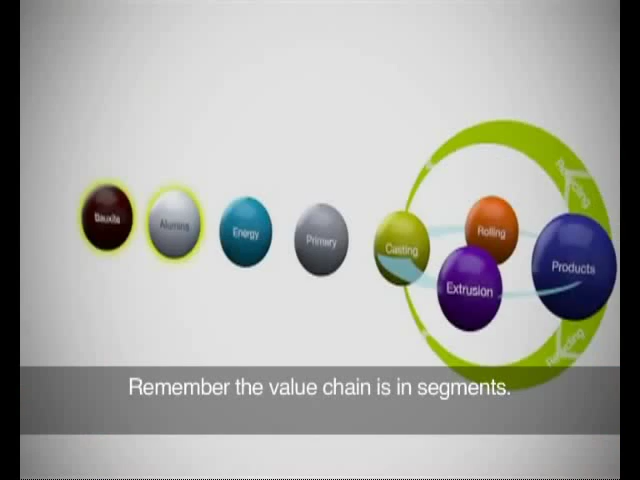 Bauxite
Alumina
Energy
Primary
Casting
Rolling
Extrusion
Products
Recycling
Recycling
Remember the value chain is in segments.